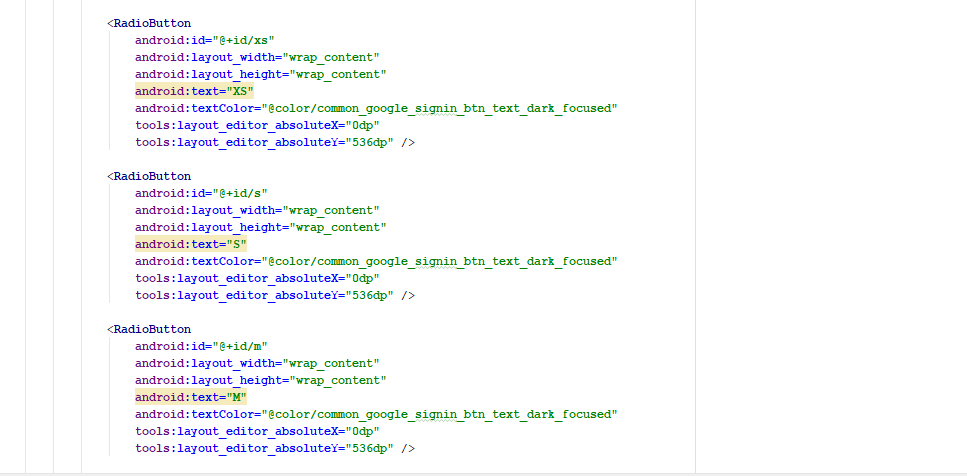 <RadioButton
android:id="@+id/xs"
android:layout_width="wrap_content"
android:layout_height="wrap_content"
android:text="XS"
android:textColor="@color/common_google_signin_btn_text_dark_focused"
tools:layout_editor_absoluteX="0dp"
tools:layout_editor_absoluteY="536dp" />
<RadioButton
android:id="@+id/s"
android:layout_width="wrap_content"
android:layout_height="wrap_content"
android:text="S"
android:textColor="@color/common_google_signin_btn_text_dark_focused"
tools:layout_editor_absoluteX="0dp"
tools:layout_editor_absoluteY="536dp" />
<RadioButton
android:id="@+id/m"
android:layout_width="wrap_content"
android:layout_height="wrap_content"
android:text="M"
android:textColor="@color/common_google_signin_btn_text_dark_focused"
tools:layout_editor_absoluteX="0dp"
tools:layout_editor_absoluteY="536dp" />